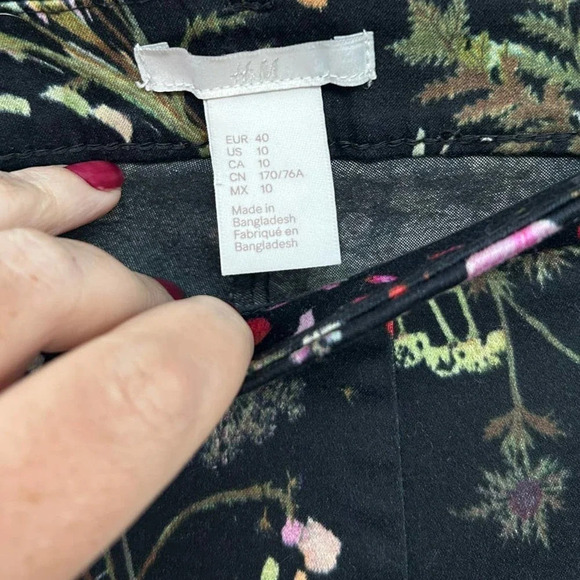 H&M
EUR 40
US 10
CA 10
CN 170/76A
MX 10
Made in
Bangladesh
Fabriqué en
Bangladesh